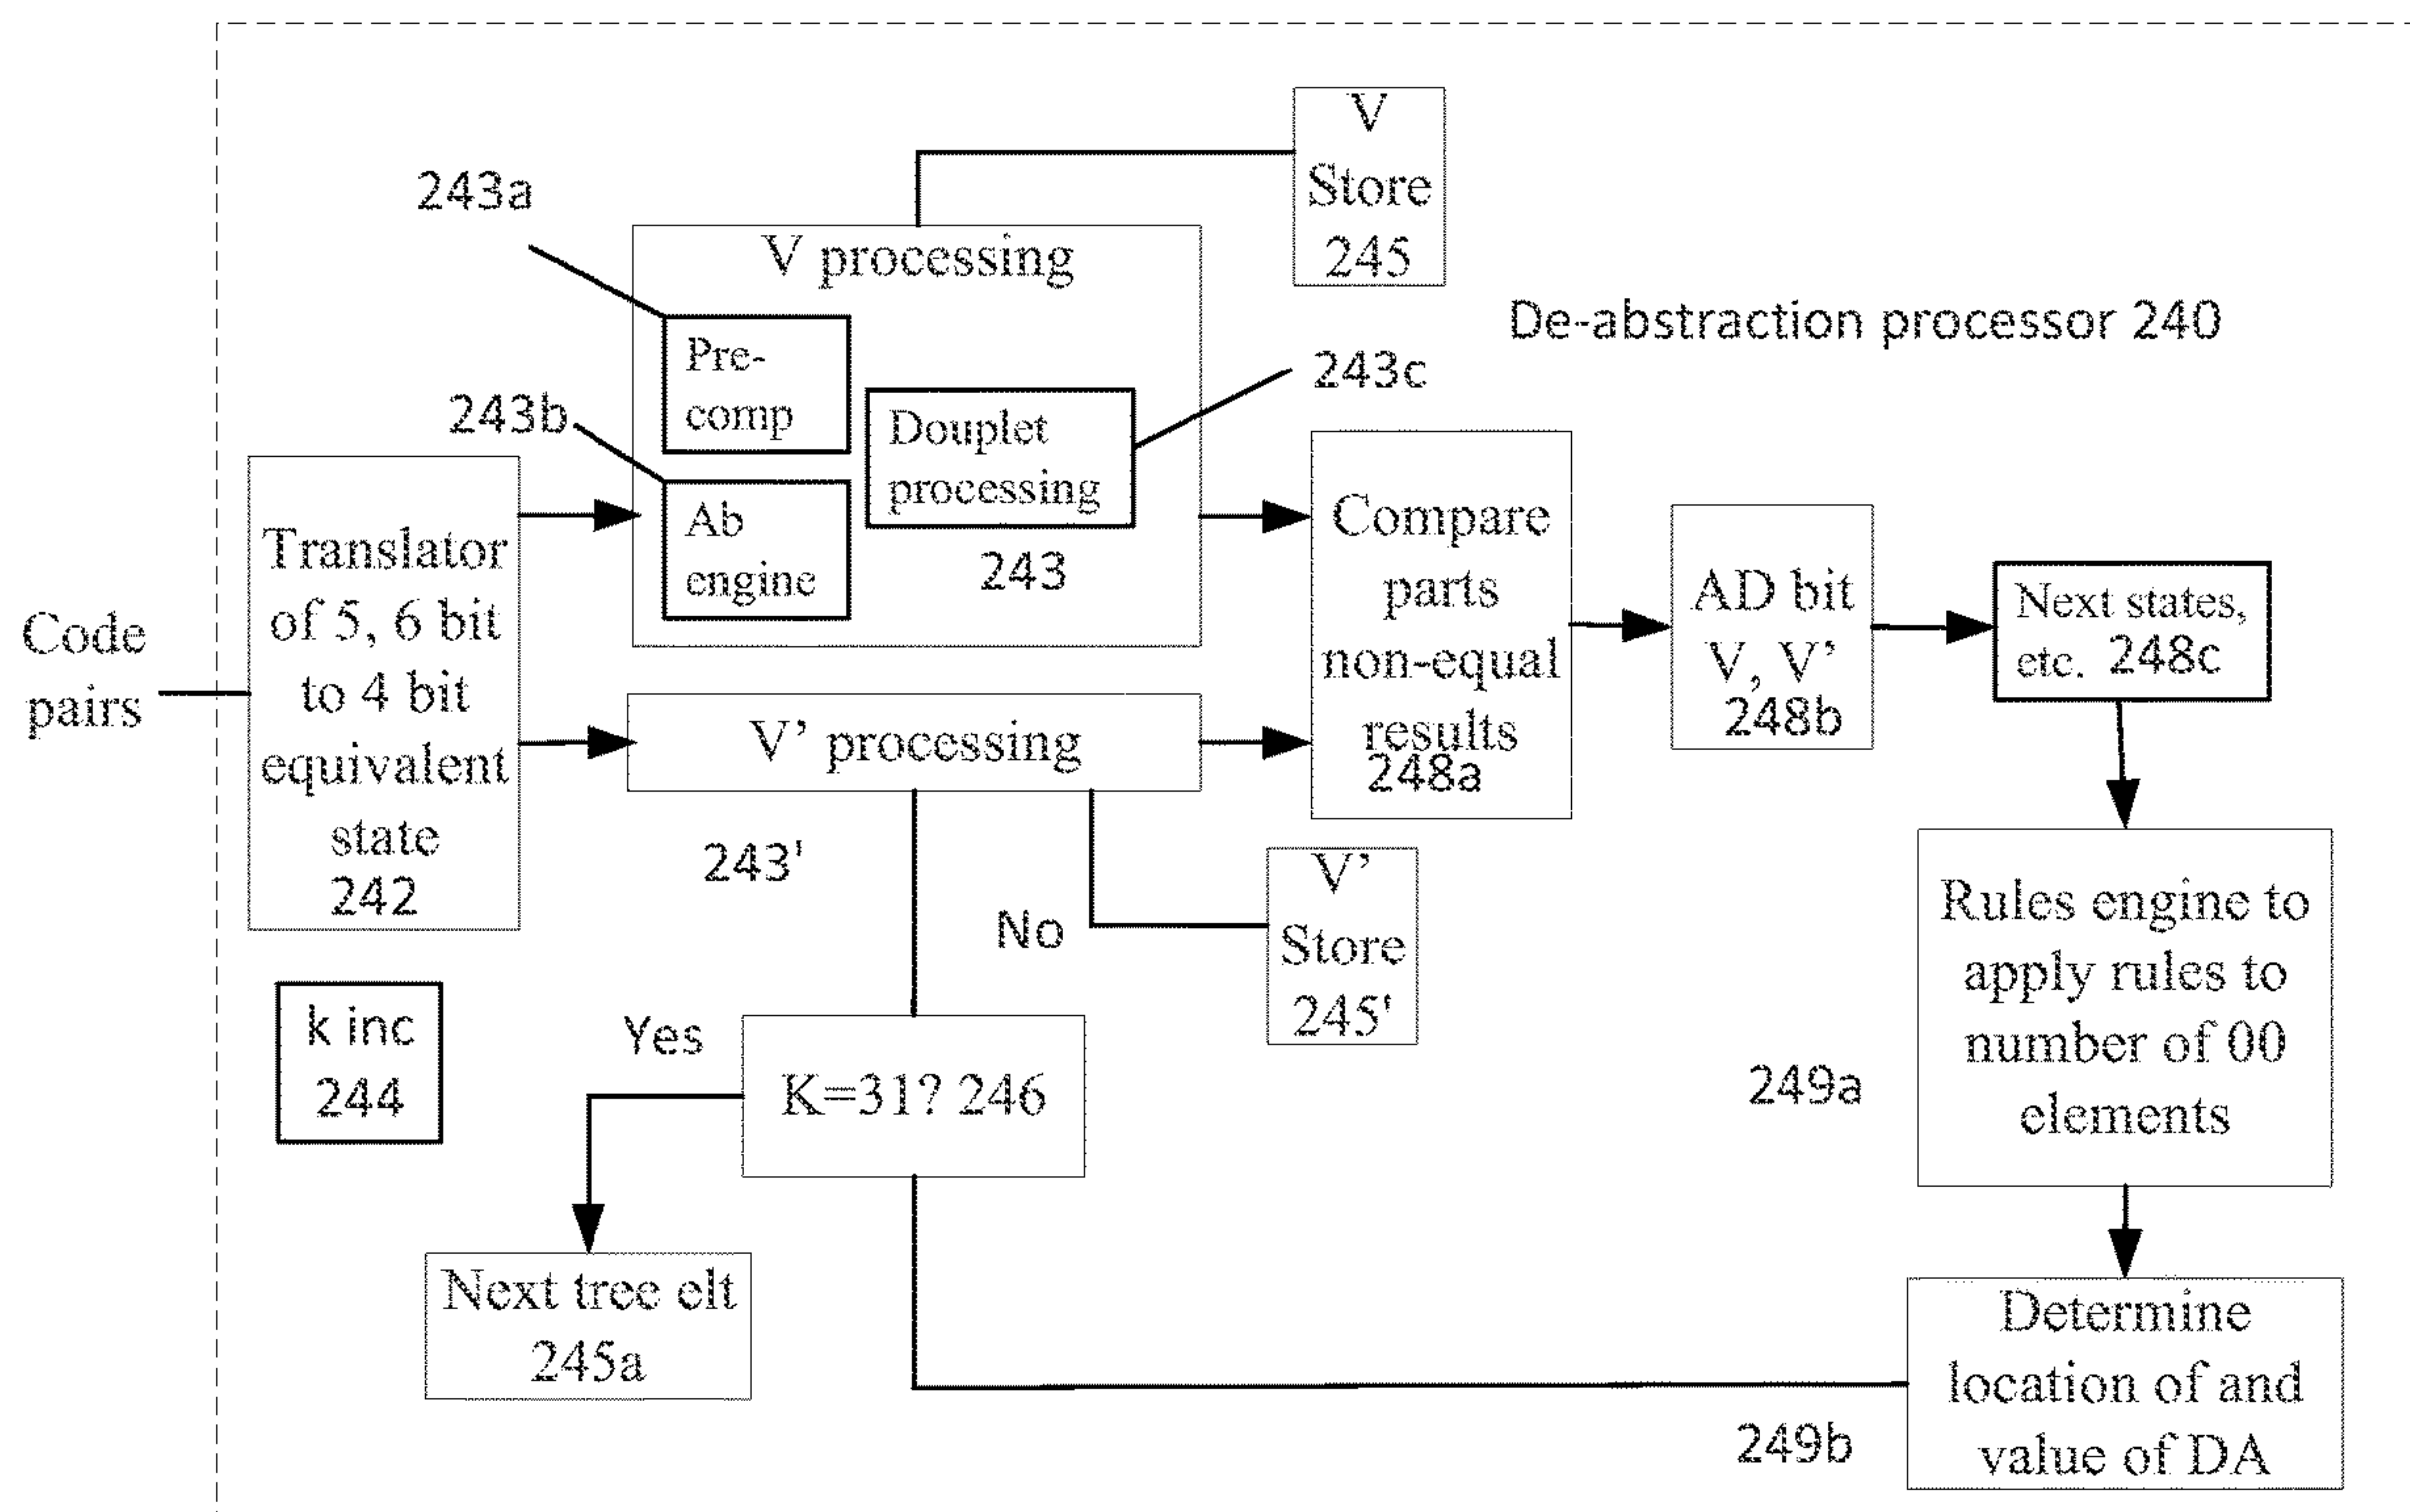 V
Store
245
243a
V processing
De-abstraction processor 240
Pre-
comp
243c
243b
Douplet
processing
Ab
engine
243
Code
pairs
Translator
of 5, 6 bit
to 4 bit
equivalent
state
242
Compare
parts
non-equal
results
248a
AD bit
V, V’
248b
Next states,
etc. 248c
V’ processing
243'
No
V’
Store
245'
Rules engine to
apply rules to
number of 00
elements
249a
k inc
244
Yes
K=31? 246
Next tree elt
245a
Determine
location of and
value of DA
249b